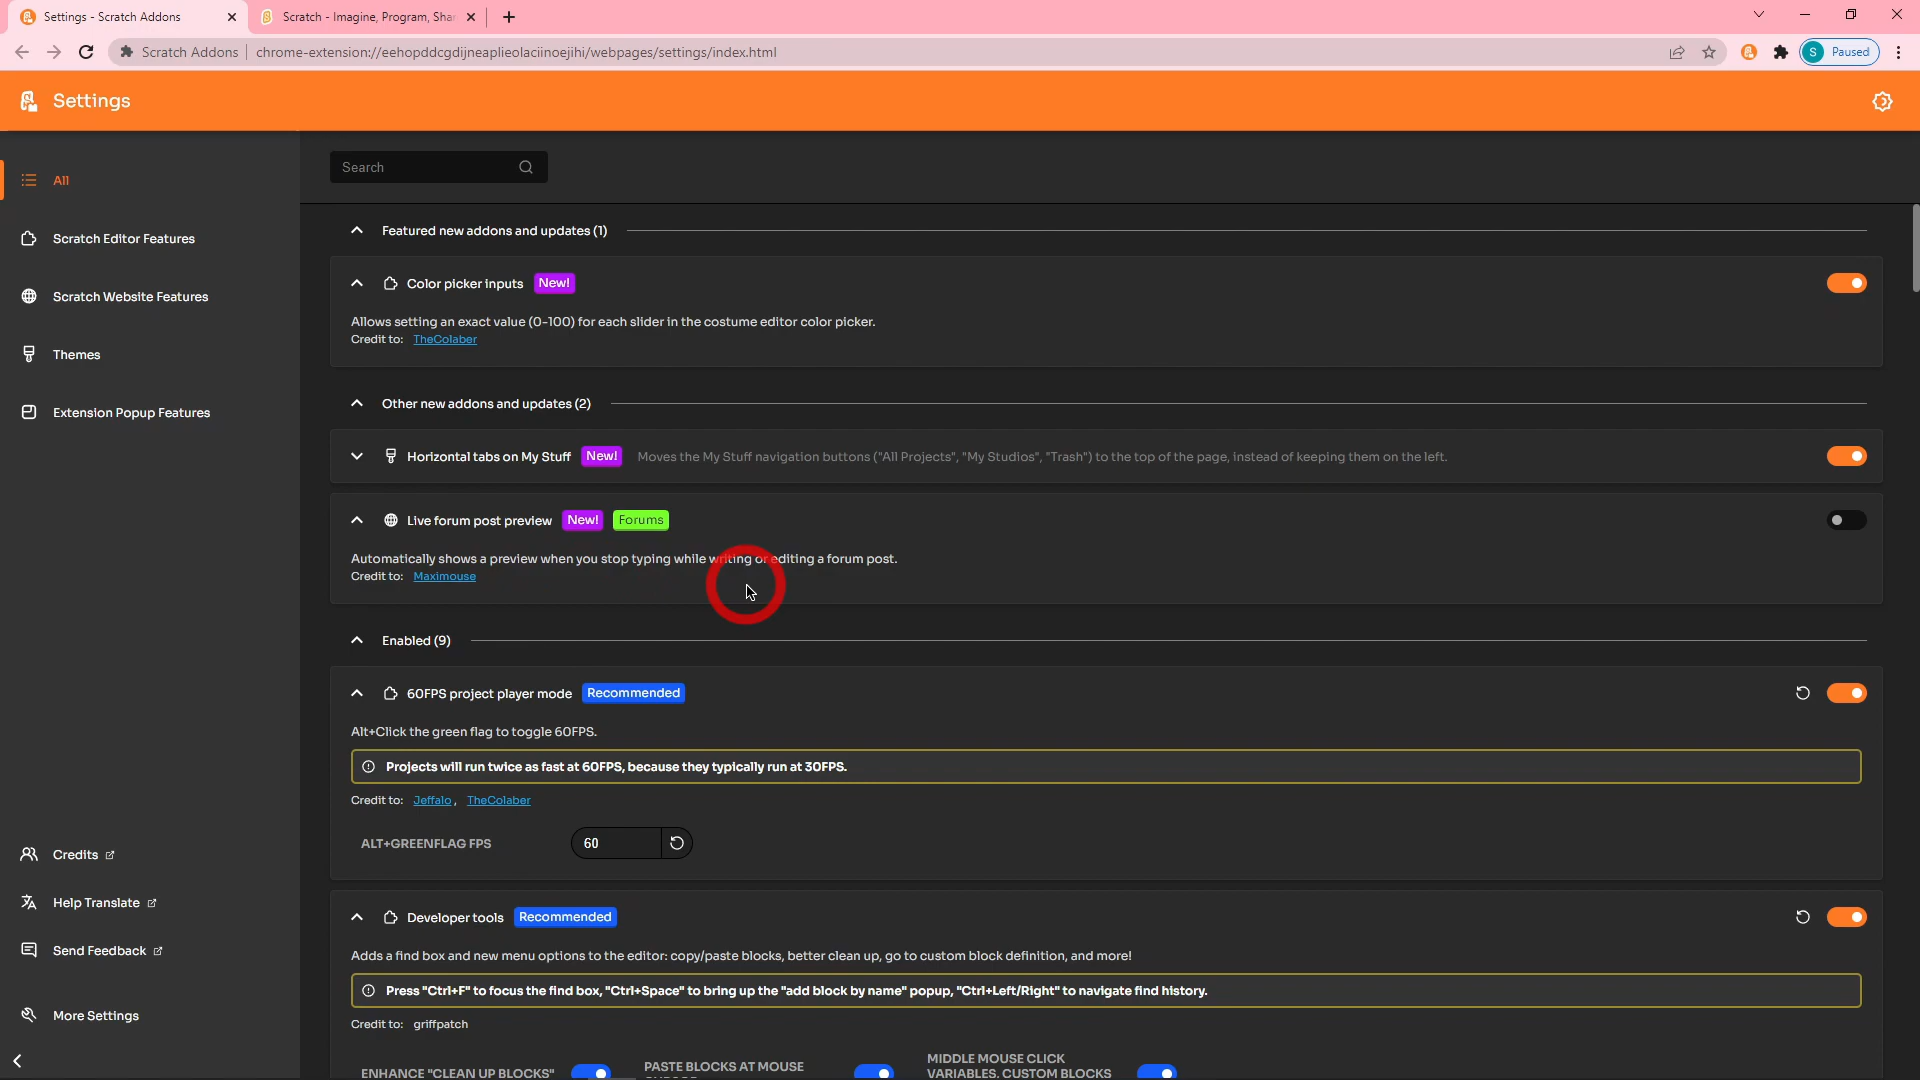 Settings - Scratch Addons
Scratch - Imagine, Program, Shar
Scratch Addons
chrome-extension://eehopddcgdijneaplieolaciinoejihi/webpages/settings/index.html
S Paused
Settings
All
Scratch Editor Features
Scratch Website Features
Themes
Extension Popup Features
Credits
Help Translate
Send Feedback
More Settings
Search
Featured new addons and updates (1)
Color picker inputs New!
Allows setting an exact value (0-100) for each slider in the costume editor color picker.
Credit to: TheColaber
Other new addons and updates (2)
Horizontal tabs on My Stuff New! Moves the My Stuff navigation buttons ("All Projects", "My Studios", "Trash") to the top of the page, instead of keeping them on the left.
Live forum post preview New! Forums
Automatically shows a preview when you stop typing while writing or editing a forum post.
Credit to: Maximouse
Enabled (9)
60FPS project player mode Recommended
Alt+Click the green flag to toggle 60FPS.
Projects will run twice as fast at 60FPS, because they typically run at 30FPS.
Credit to: Jeffalo, TheColaber
ALT+GREENFLAG FPS 60
Developer tools Recommended
Adds a find box and new menu options to the editor: copy/paste blocks, better clean up, go to custom block definition, and more!
Press "Ctrl+F" to focus the find box, "Ctrl+Space" to bring up the "add block by name" popup, "Ctrl+Left/Right" to navigate find history.
Credit to: griffpatch
ENHANCE "CLEAN UP BLOCKS"
PASTE BLOCKS AT MOUSE
MIDDLE MOUSE CLICK
VARIABLES, CUSTOM BLOCKS